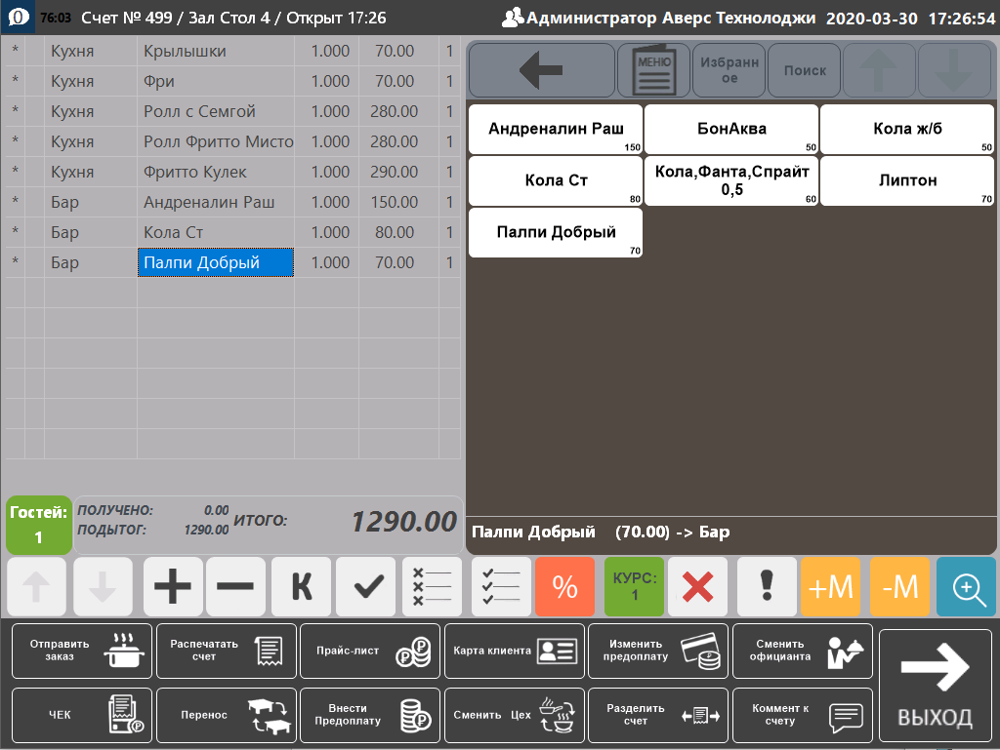 0 76:03 Счет № 499 / Зал Стол 4 / Открыт 17:26 Администратор Аверс Технолоджи 2020-03-30 17:26:54
* Кухня Крылышки 1.000 70.00 1
* Кухня Фри 1.000 70.00 1
* Кухня Ролл с Семгой 1.000 280.00 1
* Кухня Ролл Фритто Мисто 1.000 280.00 1
* Кухня Фритто Кулек 1.000 290.00 1
* Бар Андреналин Раш 1.000 150.00 1
* Бар Кола Ст 1.000 80.00 1
* Бар Палпи Добрый 1.000 70.00 1
МЕНЮ
Избранн
ое
Поиск
Андреналин Раш
150
БонАква
50
Кола ж/б
50
Кола Ст
80
Кола,Фанта,Спрайт
0,5
60
Липтон
70
Палпи Добрый
70
Гостей:
1
ПОЛУЧЕНО: 0.00
ПОДЫТОГ: 1290.00
ИТОГО: 1290.00
Палпи Добрый (70.00) -> Бар
К
%
КУРС:
1
!
+М
-М
Отправить
заказ
Распечатать
счет
Прайс-лист
Карта клиента
Изменить
предоплату
Сменить
официанта
ЧЕК
Перенос
Внести
Предоплату
Сменить Цех
Разделить
счет
Коммент к
счету
ВЫХОД